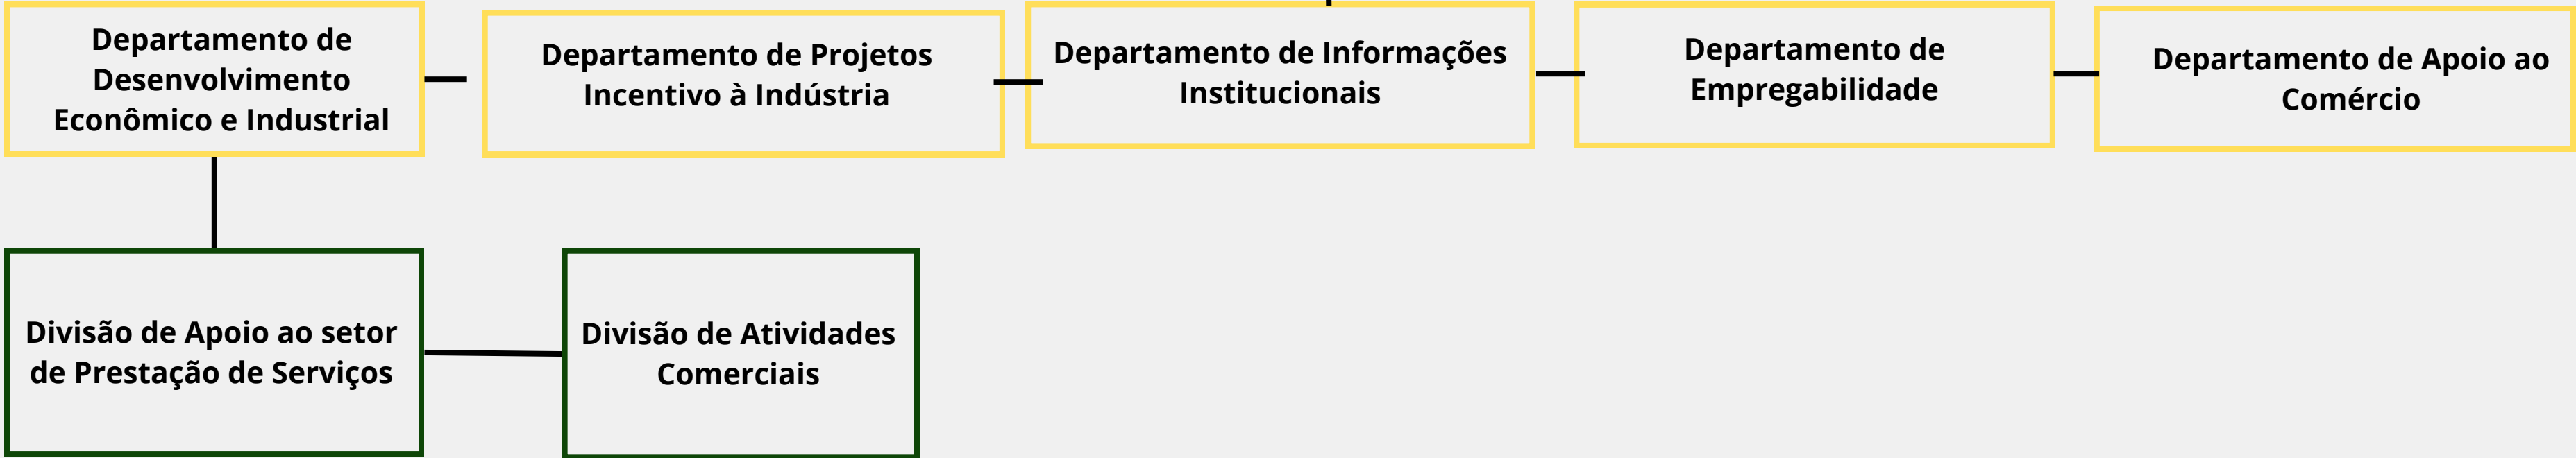 Departamento de
Desenvolvimento
Econômico e Industrial
Departamento de Projetos
Incentivo à Indústria
Departamento de Informações
Institucionais
Departamento de
Empregabilidade
Departamento de Apoio ao
Comércio
Divisão de Apoio ao setor
de Prestação de Serviços
Divisão de Atividades
Comerciais